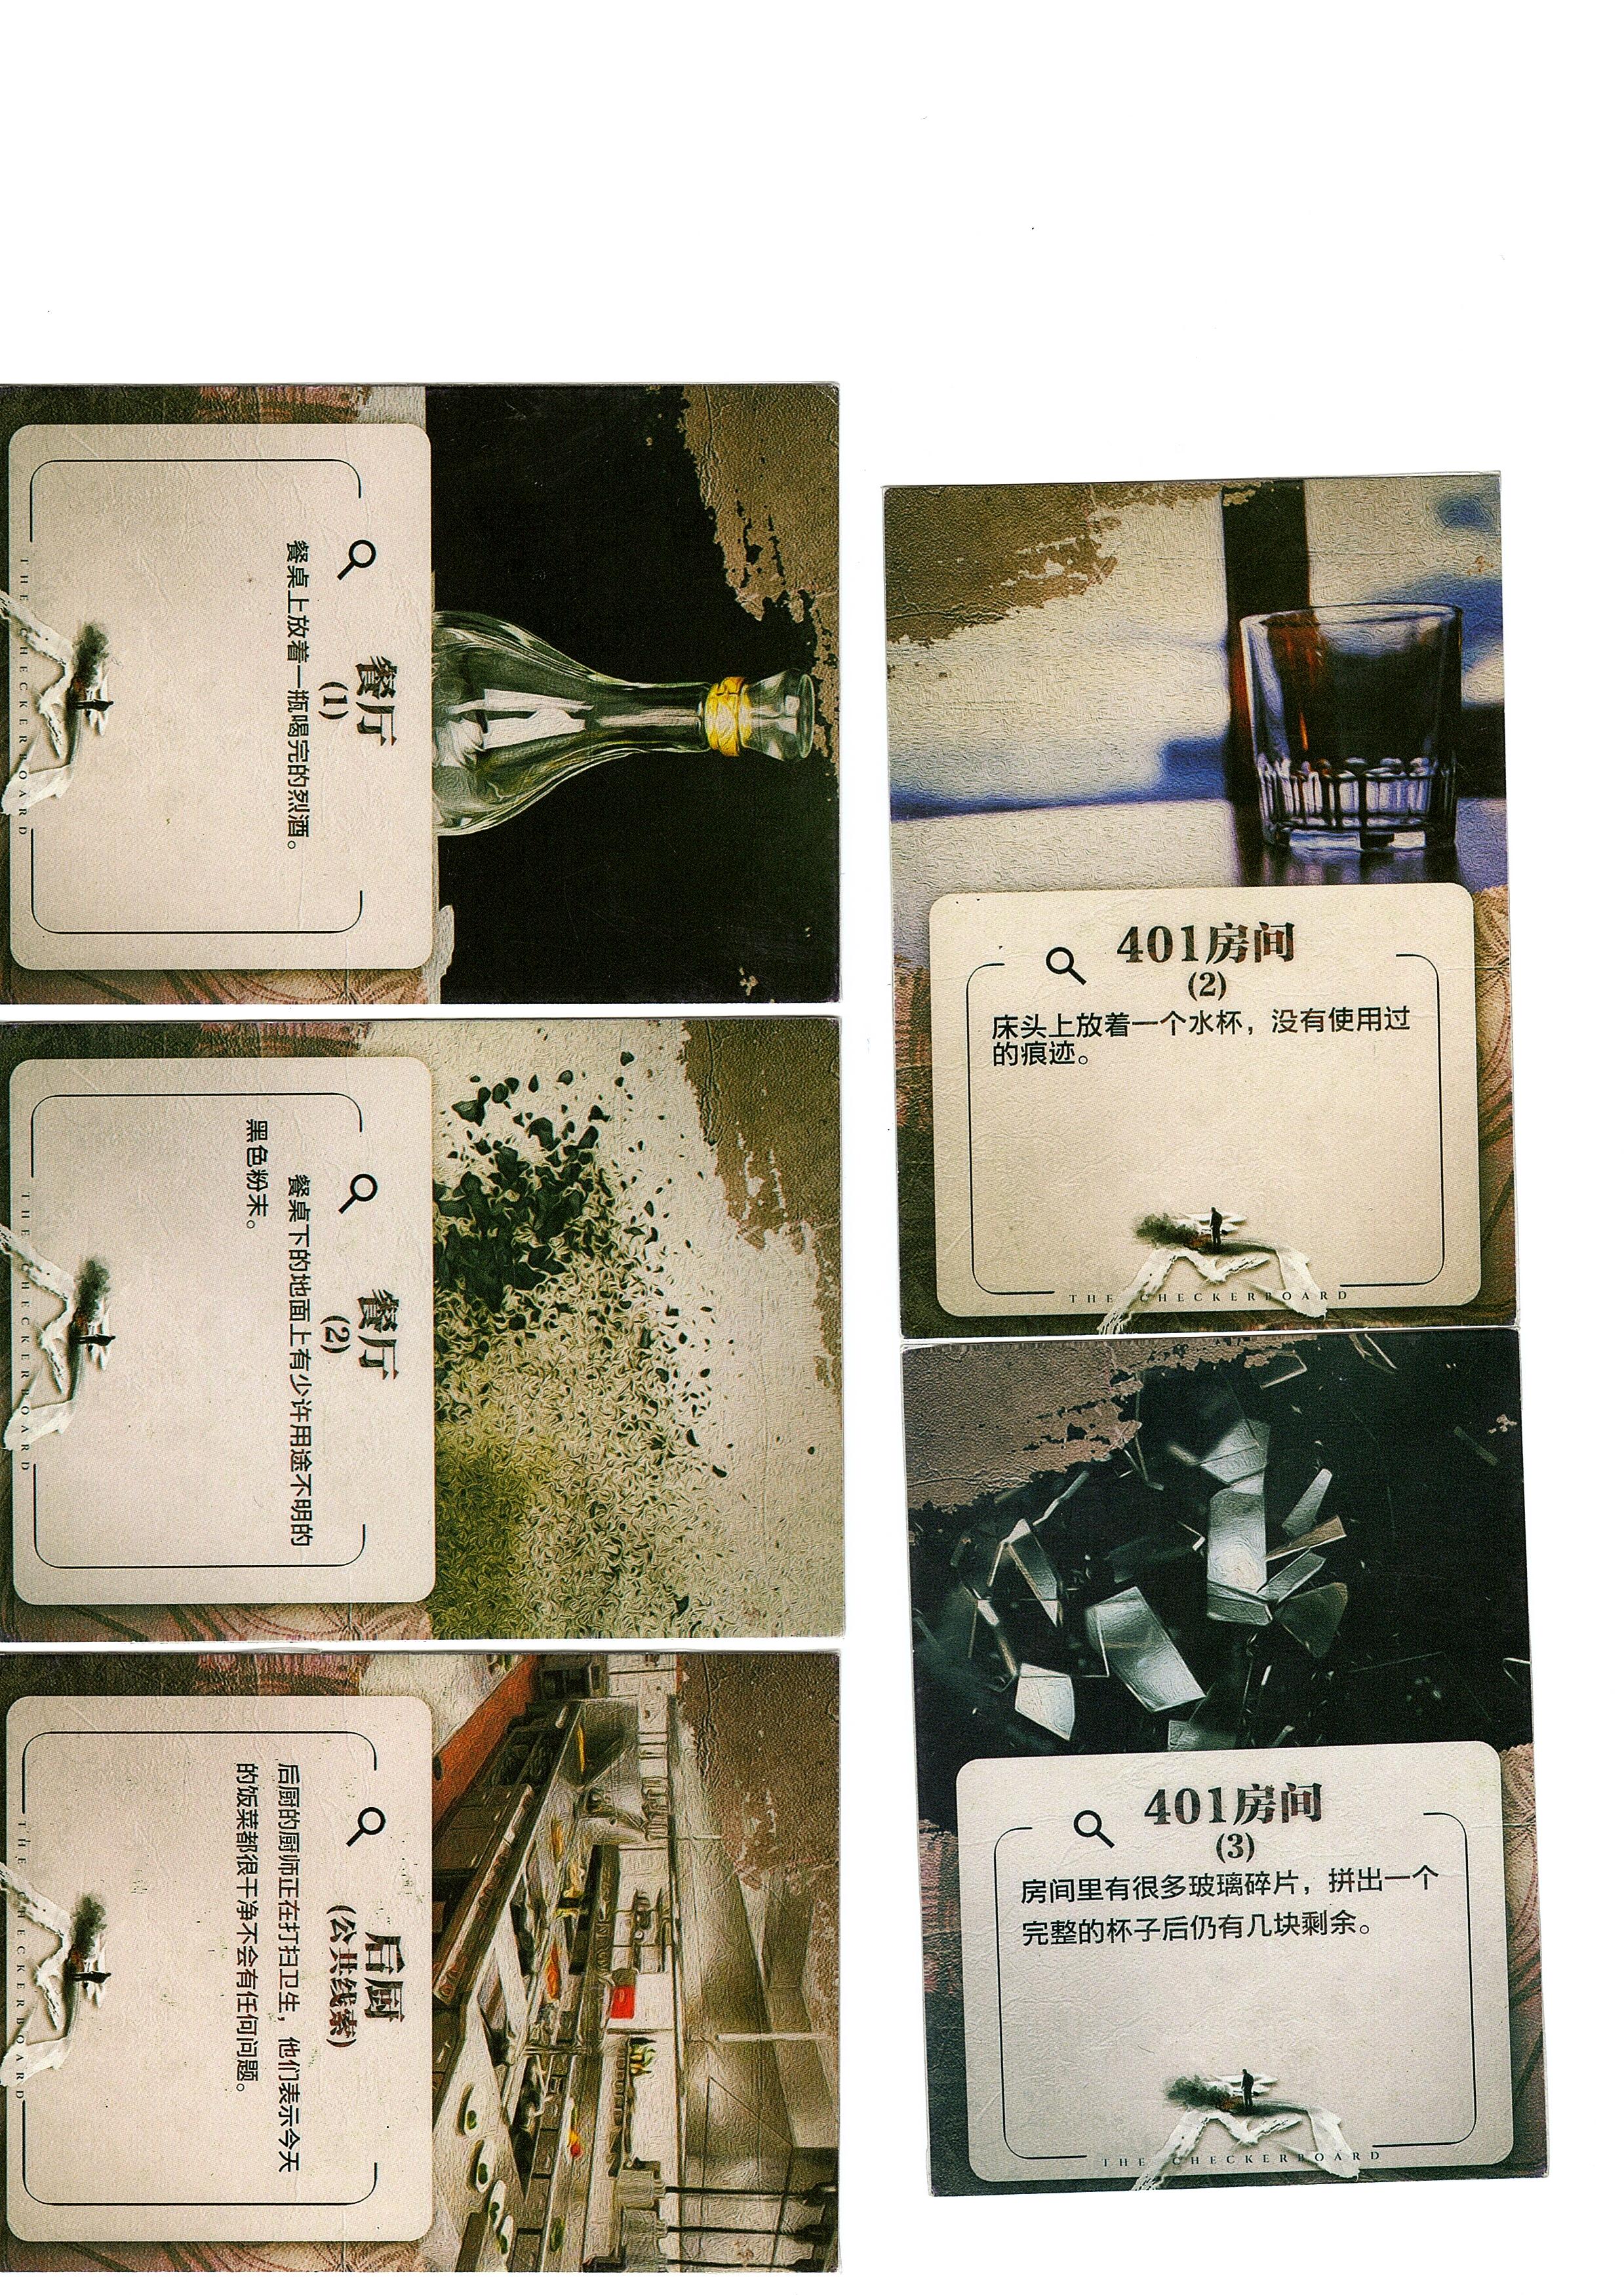 餐厅
(1)
餐桌上放着一瓶喝完的烈酒。
THE CHECKERBOARD
餐厅
(2)
餐桌下的地面上有少许用途不明的
黑色粉末。
THE CHECKERBOARD
后厨
(公共线索)
后厨的厨师正在打扫卫生，他们表示今天
的饭菜都很干净不会有任何问题。
THE CHECKERBOARD
401房间
(2)
床头上放着一个水杯，没有使用过
的痕迹。
THE CHECKERBOARD
401房间
(3)
房间里有很多玻璃碎片，拼出一个
完整的杯子后仍有几块剩余。
THE CHECKERBOARD